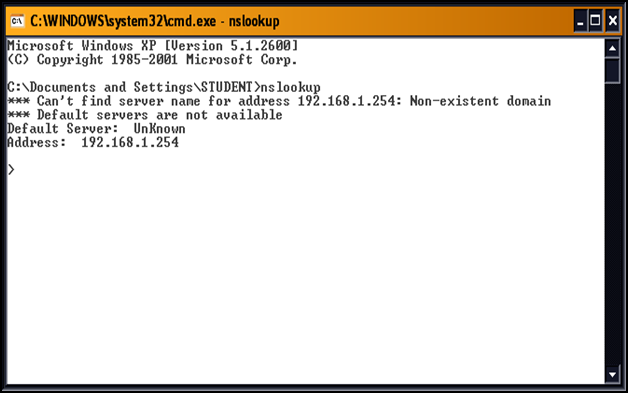 C:\WINDOWS\system32\cmd.exe - nslookup
Microsoft Windows XP [Version 5.1.2600]
(C) Copyright 1985-2001 Microsoft Corp.
C:\Documents and Settings\STUDENT>nslookup
*** Can't find server name for address 192.168.1.254: Non-existent domain
*** Default servers are not available
Default Server:  UnKnown
Address:  192.168.1.254
>